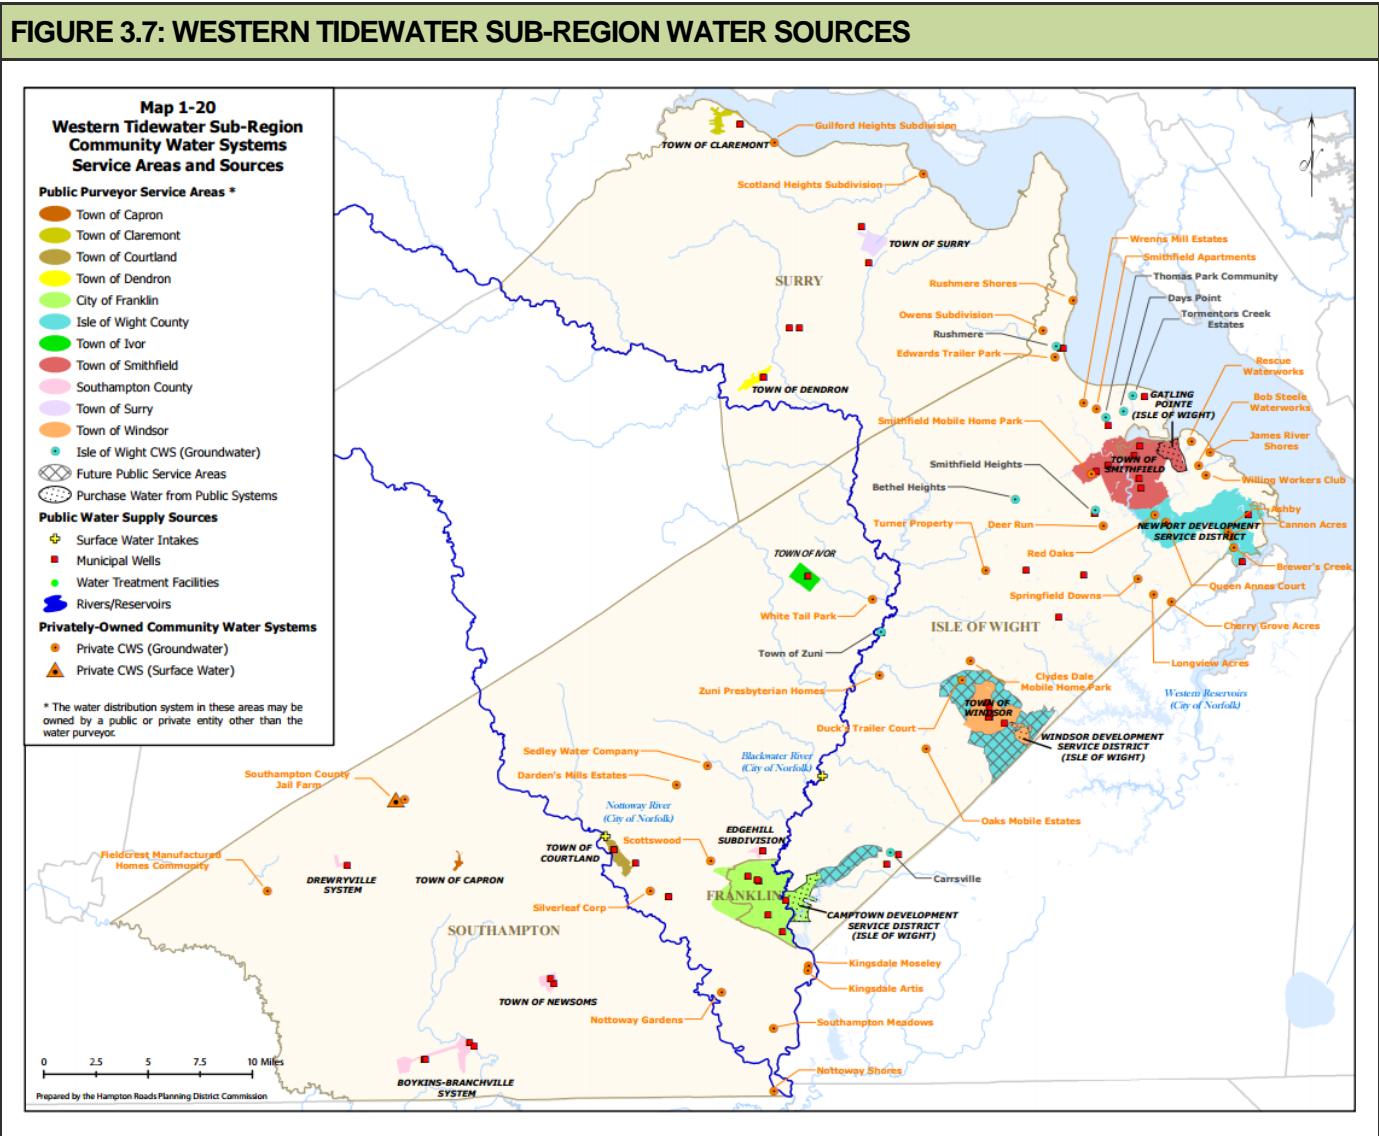 FIGURE 3.7: WESTERN TIDEWATER SUB-REGION WATER SOURCES
Map 1-20
Western Tidewater Sub-Region
Community Water Systems
Service Areas and Sources
Public Purveyor Service Areas *
Town of Capron
Town of Claremont
Town of Courtland
Town of Dendron
City of Franklin
Isle of Wight County
Town of Ivor
Town of Smithfield
Southampton County
Town of Surry
Town of Windsor
Isle of Wight CWS (Groundwater)
Future Public Service Areas
Purchase Water from Public Systems
Public Water Supply Sources
Surface Water Intakes
Municipal Wells
Water Treatment Facilities
Rivers/Reservoirs
Privately-Owned Community Water Systems
Private CWS (Groundwater)
Private CWS (Surface Water)
* The water distribution system in these areas may be
owned by a public or private entity other than the
water purveyor.
N
Guilford Heights Subdivision
TOWN OF CLAREMONT
Scotland Heights Subdivision
TOWN OF SURRY
SURRY
Wrenns Mill Estates
Smithfield Apartments
Thomas Park Community
Days Point
Tormentors Creek
Estates
Rushmere Shores
Owens Subdivision
Rushmere
Edwards Trailer Park
Rescue
Waterworks
TOWN OF DENDRON
GATLING
POINTE
(ISLE OF WIGHT)
Bob Steele
Waterworks
Smithfield Mobile Home Park
James River
Shores
TOWN OF
SMITHFIELD
Smithfield Heights
Willing Workers Club
Bethel Heights
Ashby
Turner Property
Deer Run
NEWPORT DEVELOPMENT
SERVICE DISTRICT
Cannon Acres
TOWN OF IVOR
Red Oaks
Brewer's Creek
Queen Annes Court
Springfield Downs
White Tail Park
ISLE OF WIGHT
Cherry Grove Acres
Town of Zuni
Longview Acres
Zuni Presbyterian Homes
Clydes Dale
Mobile Home Park
Western Reservoirs
(City of Norfolk)
TOWN OF
WINDSOR
Duck's Trailer Court
WINDSOR DEVELOPMENT
SERVICE DISTRICT
(ISLE OF WIGHT)
Sedley Water Company
Blackwater River
(City of Norfolk)
Southampton County
Jail Farm
Darden's Mills Estates
Nottoway River
(City of Norfolk)
Oaks Mobile Estates
EDGEHILL
SUBDIVISION
Scottswood
TOWN OF
COURTLAND
Fieldcrest Manufactured
Homes Community
DREWRYVILLE
SYSTEM
TOWN OF CAPRON
Carrsville
FRANKLIN
Silverleaf Corp
CAMPTOWN DEVELOPMENT
SERVICE DISTRICT
(ISLE OF WIGHT)
SOUTHAMPTON
Kingsdale Moseley
Kingsdale Artis
TOWN OF NEWSOMS
Nottoway Gardens
Southampton Meadows
0 2.5 5 7.5 10 Miles
Nottoway Shores
BOYKINS-BRANCHVILLE
SYSTEM
Prepared by the Hampton Roads Planning District Commission